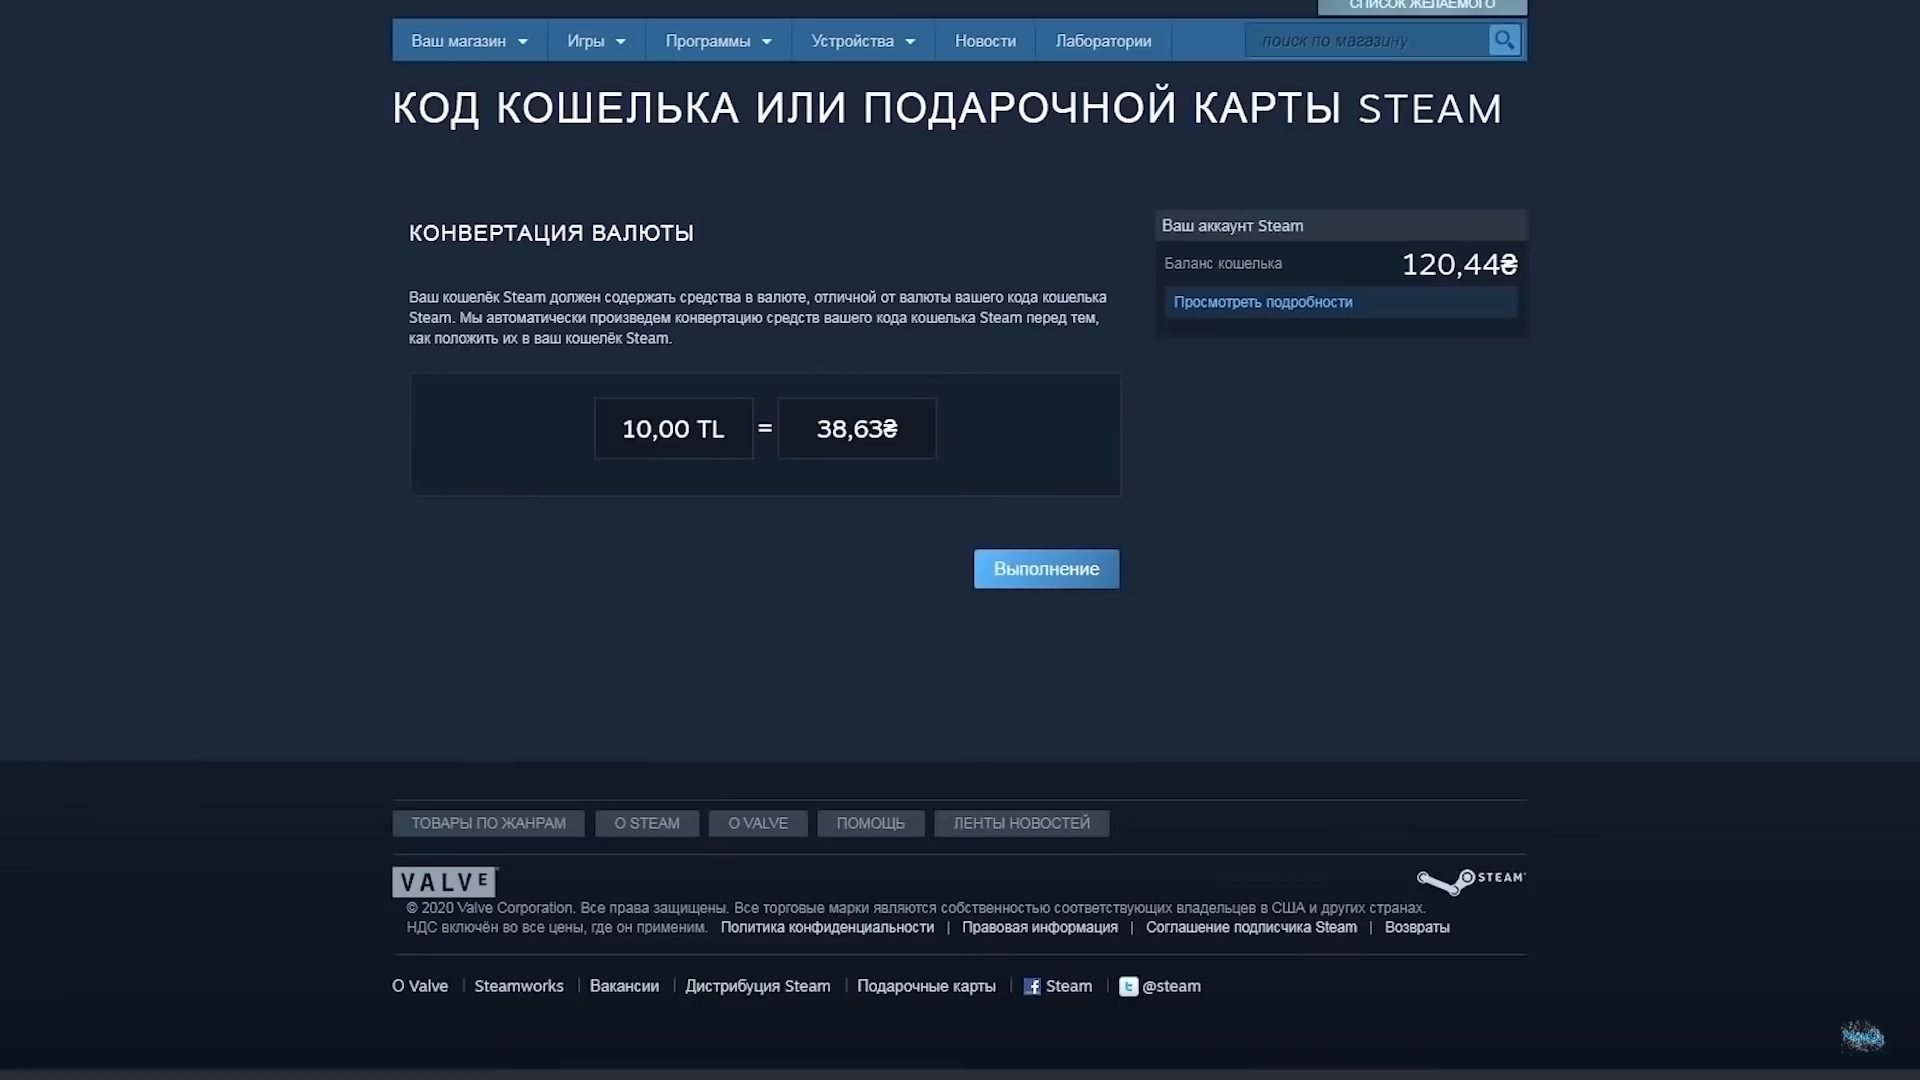 СПИСОК ЖЕЛАЕМОГО
Ваш магазин Игры Программы Устройства Новости Лаборатории поиск по магазину
КОД КОШЕЛЬКА ИЛИ ПОДАРОЧНОЙ КАРТЫ STEAM
КОНВЕРТАЦИЯ ВАЛЮТЫ
Ваш кошелёк Steam должен содержать средства в валюте, отличной от валюты вашего кода кошелька
Steam. Мы автоматически произведем конвертацию средств вашего кода кошелька Steam перед тем,
как положить их в ваш кошелёк Steam.
10,00 TL = 38,63₴
Выполнение
Ваш аккаунт Steam
Баланс кошелька 120,44₴
Просмотреть подробности
ТОВАРЫ ПО ЖАНРАМ О STEAM О VALVE ПОМОЩЬ ЛЕНТЫ НОВОСТЕЙ
VALVE STEAM
© 2020 Valve Corporation. Все права защищены. Все торговые марки являются собственностью соответствующих владельцев в США и других странах.
НДС включён во все цены, где он применим. Политика конфиденциальности | Правовая информация | Соглашение подписчика Steam | Возвраты
О Valve | Steamworks | Вакансии | Дистрибуция Steam | Подарочные карты | Steam | @steam